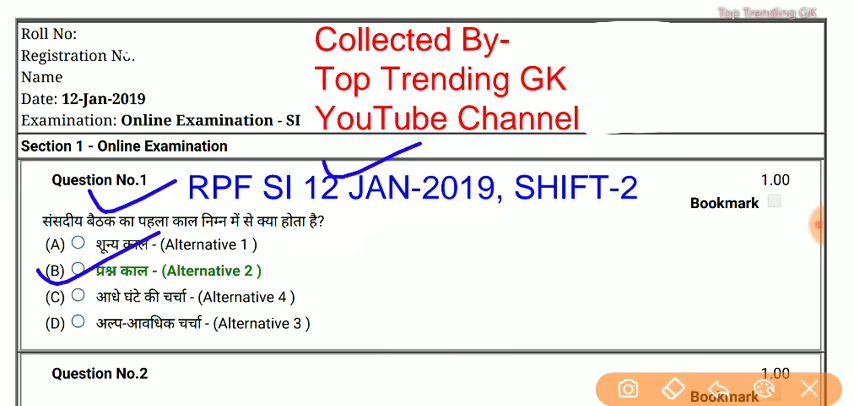 Top Trending GK
Roll No:
Collected By-
Registration No.
Name
Top Trending GK
Date: 12-Jan-2019
Examination: Online Examination - SI
YouTube Channel
Section 1 - Online Examination
Question No.1
RPF SI 12 JAN-2019, SHIFT-2
1.00
Bookmark
संसदीय बैठक का पहला काल निम्न में से क्या होता है?
(A) शून्य काल - (Alternative 1 )
(B) प्रश्न काल - (Alternative 2 )
(C) आधे घंटे की चर्चा - (Alternative 4 )
(D) अल्प-आवधिक चर्चा - (Alternative 3 )
Question No.2
1.00
Bookmark